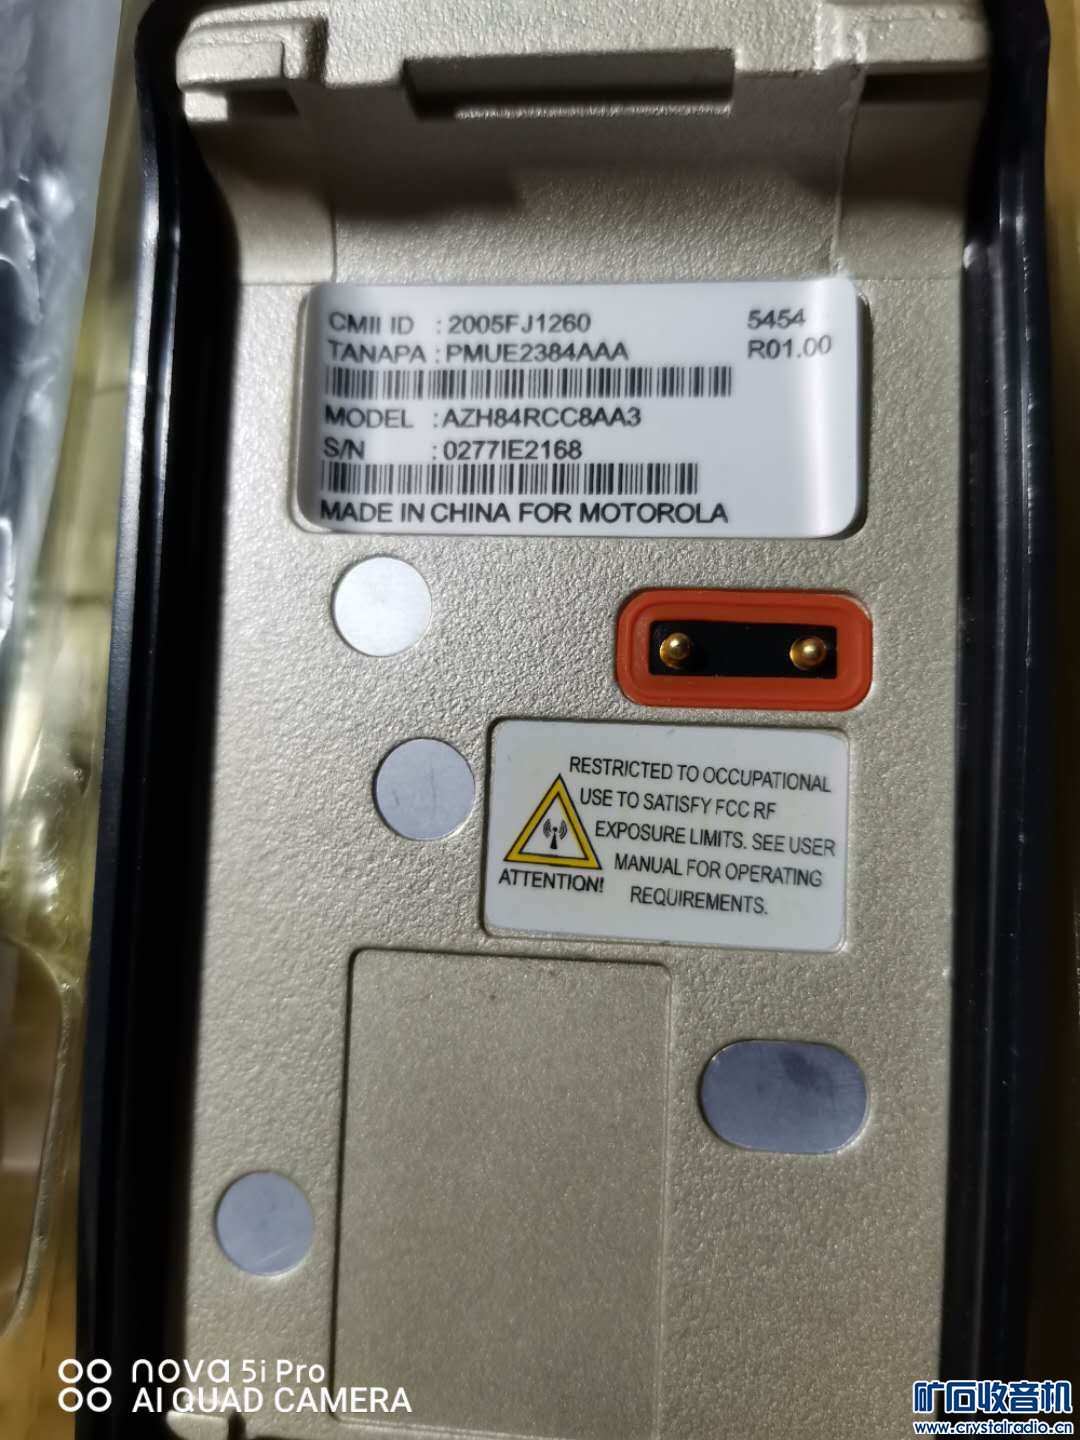 CMII ID : 2005FJ1260 5454
TANAPA : PMUE2384AAA R01.00
MODEL : AZH84RCC8AA3
S/N : 0277IE2168
MADE IN CHINA FOR MOTOROLA
RESTRICTED TO OCCUPATIONAL
USE TO SATISFY FCC RF
EXPOSURE LIMITS. SEE USER
MANUAL FOR OPERATING
REQUIREMENTS.
ATTENTION!
nova 5i Pro
AI QUAD CAMERA
矿石收音机
www.crystalradio.cn